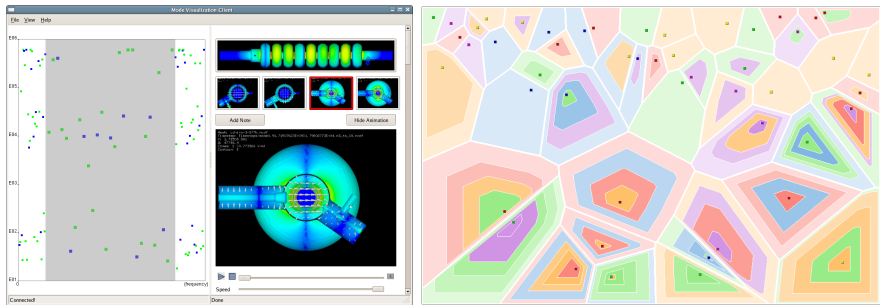 Mode Visualization Client
File View Help
E06
E05
E04
E03
E02
E01
0
(frequency)
Add Note
Hide Animation
Speed
Connected!
Done